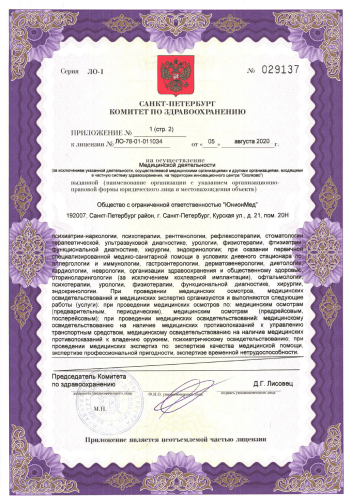 Серия ЛО-1
№ 029137
САНКТ-ПЕТЕРБУРГ
КОМИТЕТ ПО ЗДРАВООХРАНЕНИЮ
ПРИЛОЖЕНИЕ № 1 (стр. 2)
к лицензии № ЛО-78-01-011034 от « 05 » августа 2020 г.
на осуществление
Медицинской деятельности
(за исключением указанной деятельности, осуществляемой медицинскими организациями и другими организациями, входящими
в частную систему здравоохранения, на территории инновационного центра "Сколково")
выданной (наименование организации с указанием организационно-
правовой формы юридического лица и местонахождения объекта)
Общество с ограниченной ответственностью "ЮнионМед"
192007, Санкт-Петербург район, г. Санкт-Петербург, Курская ул., д. 21, пом. 20Н
психиатрии-наркологии, психотерапии, рентгенологии, рефлексотерапии, стоматологии
терапевтической, ультразвуковой диагностике, урологии, физиотерапии, фтизиатрии,
функциональной диагностике, хирургии, эндокринологии; при оказании первичной
специализированной медико-санитарной помощи в условиях дневного стационара по:
аллергологии и иммунологии, гастроэнтерологии, дерматовенерологии, диетологии,
кардиологии, неврологии, организации здравоохранения и общественному здоровью,
оториноларингологии (за исключением кохлеарной имплантации), офтальмологии,
психотерапии, урологии, физиотерапии, функциональной диагностике, хирургии,
эндокринологии. При проведении медицинских осмотров, медицинских
освидетельствований и медицинских экспертиз организуются и выполняются следующие
работы (услуги): при проведении медицинских осмотров по: медицинским осмотрам
(предварительным, периодическим), медицинским осмотрам (предрейсовым,
послерейсовым); при проведении медицинских освидетельствований: медицинскому
освидетельствованию на наличие медицинских противопоказаний к управлению
транспортным средством, медицинскому освидетельствованию на наличие медицинских
противопоказаний к владению оружием, психиатрическому освидетельствованию; при
проведении медицинских экспертиз по: экспертизе качества медицинской помощи,
экспертизе профессиональной пригодности, экспертизе временной нетрудоспособности.
Председатель Комитета
по здравоохранению
Д.Г. Лисовец
М.П.
Приложение является неотъемлемой частью лицензии